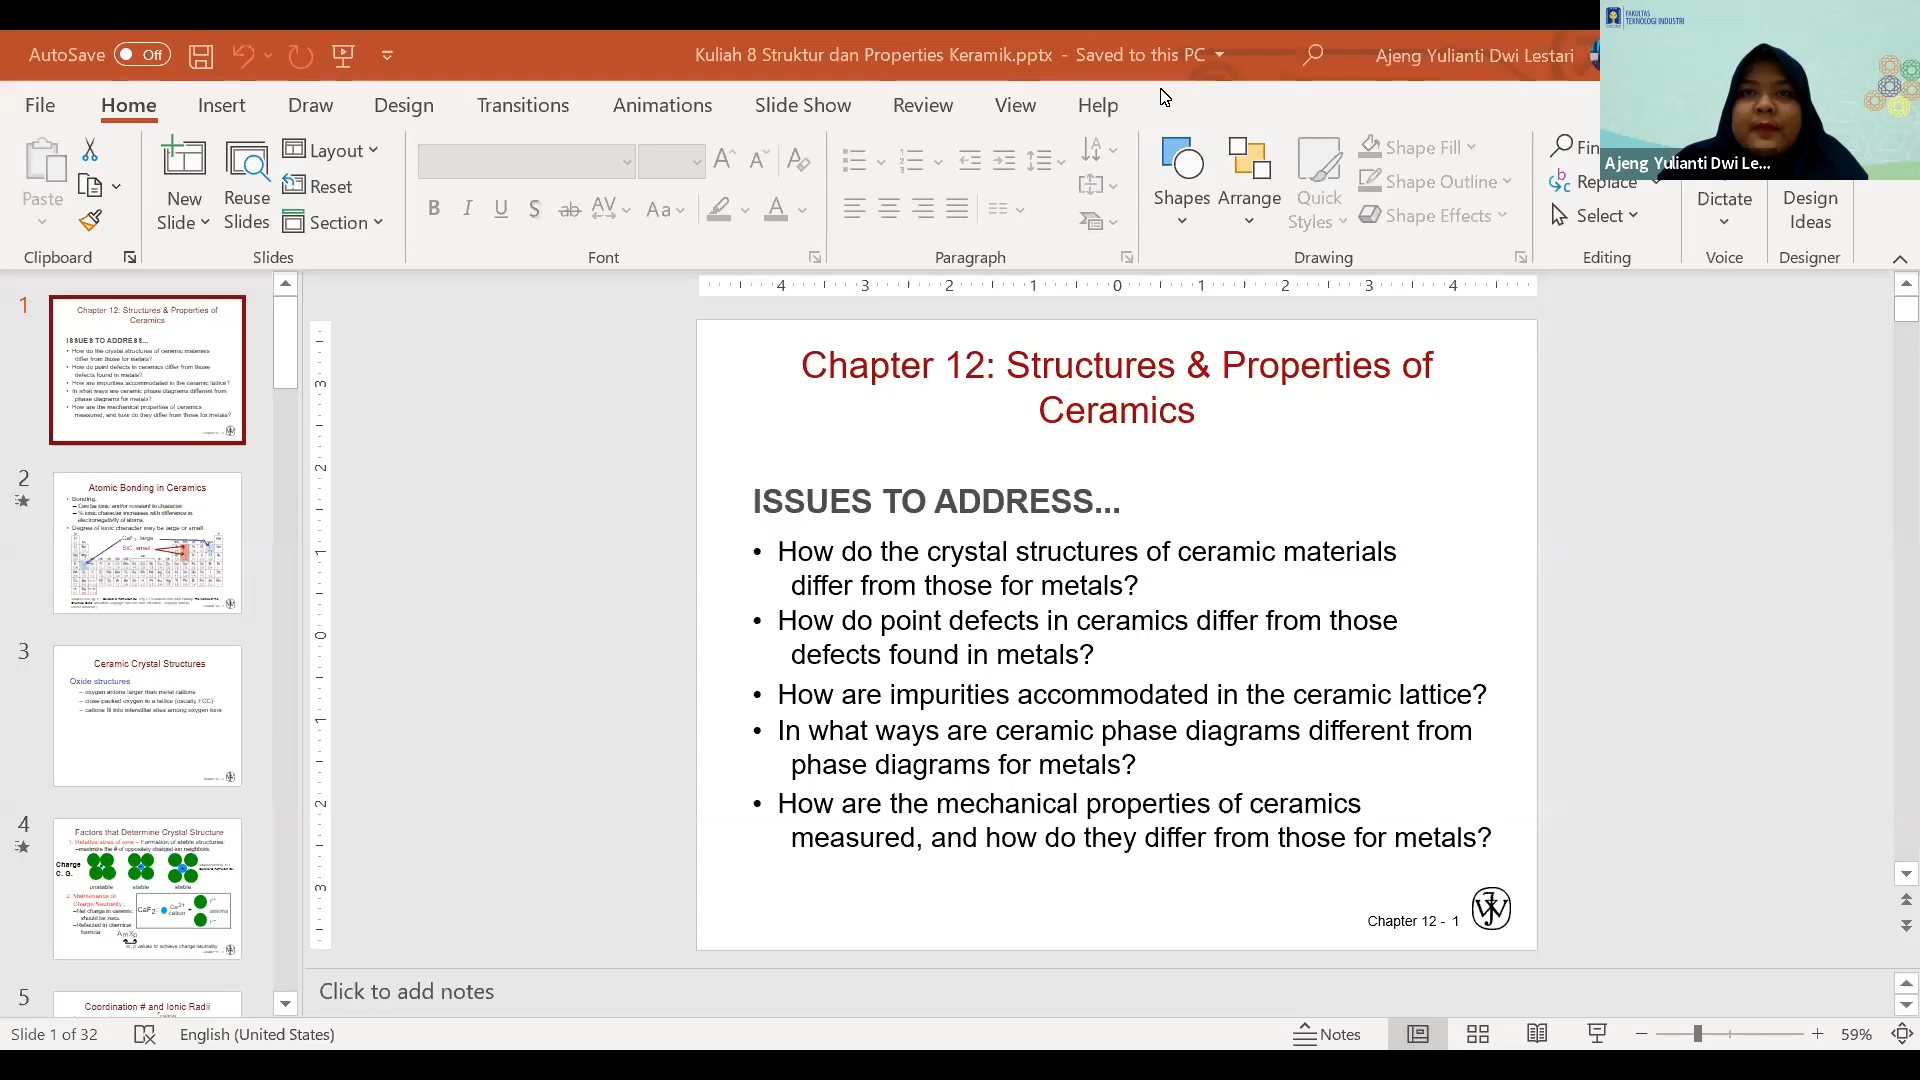 FAKULTAS
TEKNOLOGI INDUSTRI
AutoSave Off
Kuliah 8 Struktur dan Properties Keramik.pptx - Saved to this PC
Ajeng Yulianti Dwi Lestari
Ajeng Yulianti Dwi Le...
File Home Insert Draw Design Transitions Animations Slide Show Review View Help
Paste
New Slide
Reuse Slides
Layout
Reset
Section
Shapes
Arrange
Quick Styles
Shape Fill
Shape Outline
Shape Effects
Replace
Select
Dictate
Design Ideas
Clipboard Slides Font Paragraph Drawing Editing Voice Designer
1
Chapter 12: Structures & Properties of
Ceramics
ISSUES TO ADDRESS...
• How do the crystal structures of ceramic materials
differ from those for metals?
• How do point defects in ceramics differ from those
defects found in metals?
• How are impurities accommodated in the ceramic lattice?
• In what ways are ceramic phase diagrams different from
phase diagrams for metals?
• How are the mechanical properties of ceramics
measured, and how do they differ from those for metals?
2
Atomic Bonding in Ceramics
• Bonding:
– Can be ionic and/or covalent in character.
– % ionic character increases with difference in
electronegativity of atoms.
• Degree of ionic character may be large or small:
CaF2: large
SiC: small
3
Ceramic Crystal Structures
Oxide structures
– oxygen anions larger than metal cations
– close packed oxygen in a lattice (usually FCC)
– cations fit into interstitial sites among oxygen ions
4
Factors that Determine Crystal Structure
1. Relative sizes of ions – Formation of stable structures:
–maximize the # of oppositely charged ion neighbors.
unstable stable stable
2. Maintenance of
Charge Neutrality :
–Net charge in ceramic
should be zero.
–Reflected in chemical
formula:
CaF2:
Ca2+
cation
F-
anions
F-
AmXp
m, p values to achieve charge neutrality
5
Coordination # and Ionic Radii
Chapter 12: Structures & Properties of
Ceramics
ISSUES TO ADDRESS...
• How do the crystal structures of ceramic materials
differ from those for metals?
• How do point defects in ceramics differ from those
defects found in metals?
• How are impurities accommodated in the ceramic lattice?
• In what ways are ceramic phase diagrams different from
phase diagrams for metals?
• How are the mechanical properties of ceramics
measured, and how do they differ from those for metals?
Chapter 12 - 1
Click to add notes
Slide 1 of 32
English (United States)
Notes
59%